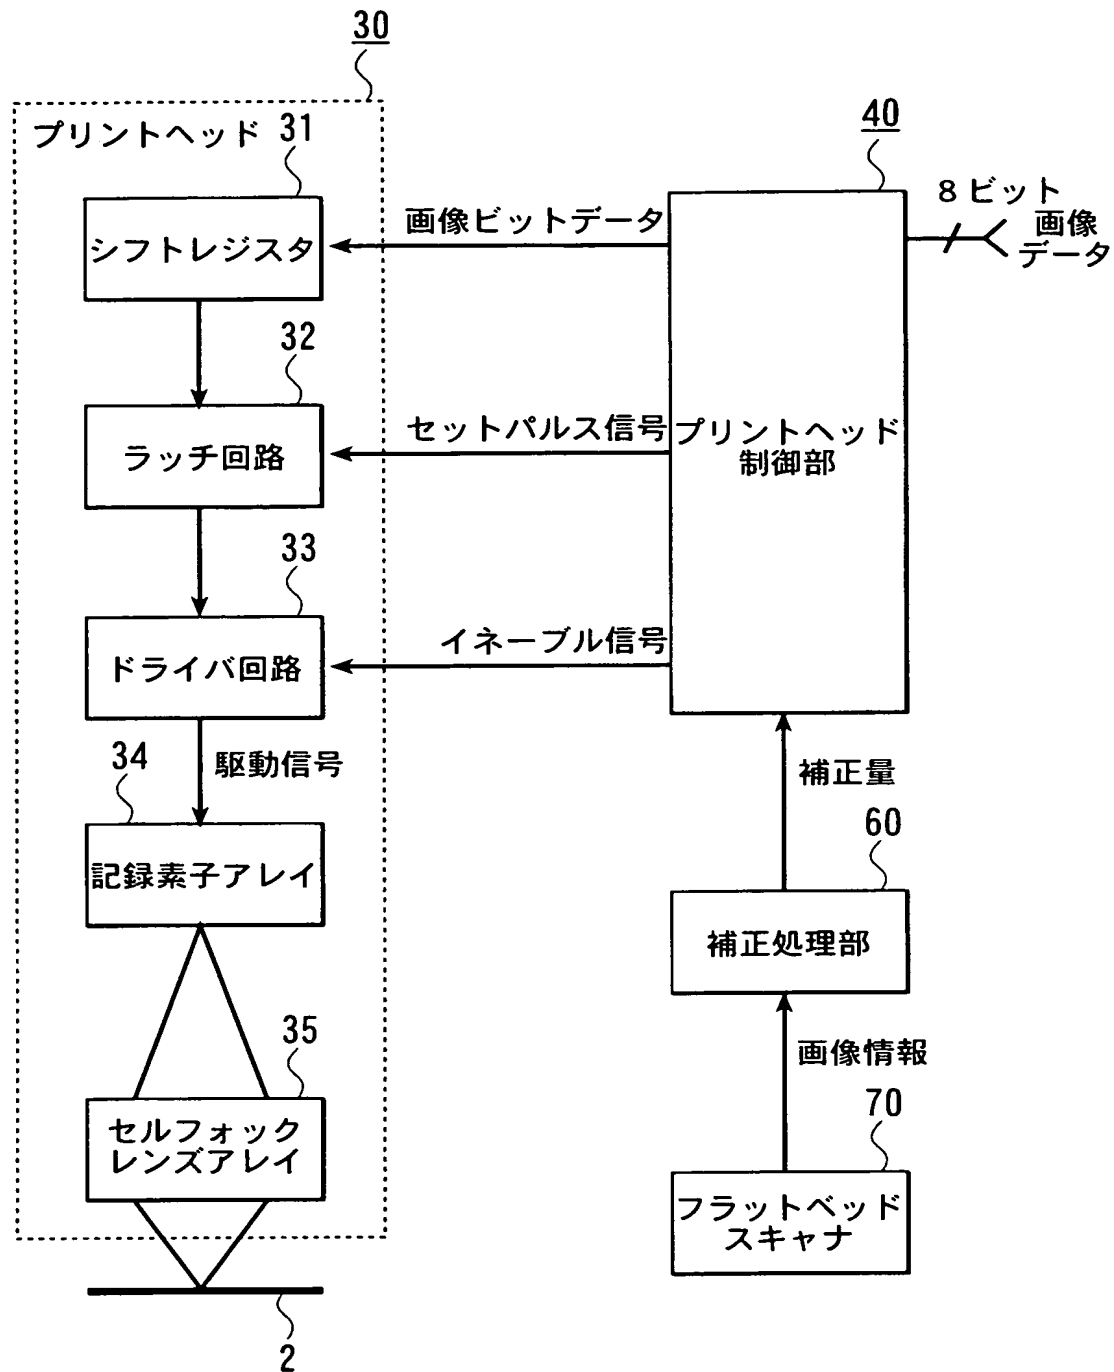 30
プリントヘッド
31
40
シフトレジスタ
画像ビットデータ
8ビット
画像
データ
32
ラッチ回路
セットパルス信号
プリントヘッド
制御部
33
ドライバ回路
イネーブル信号
34
駆動信号
補正量
記録素子アレイ
60
補正処理部
35
画像情報
セルフォック
レンズアレイ
70
フラットベッド
スキャナ
2